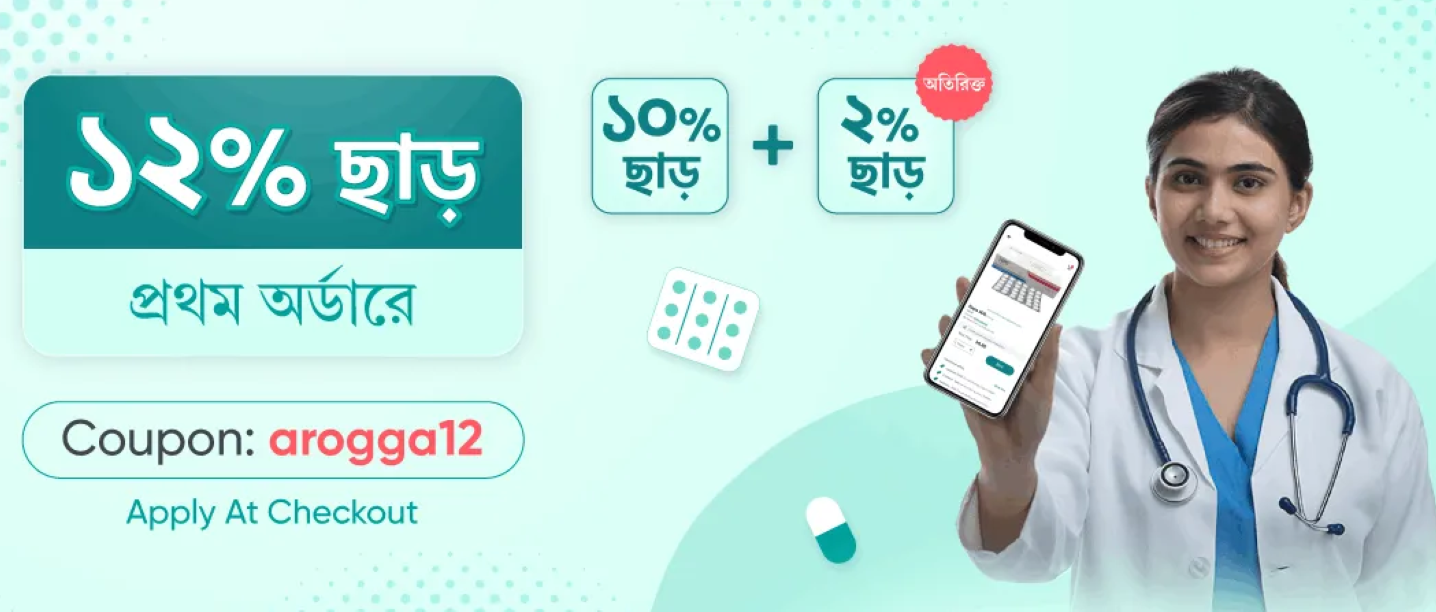 ১২% ছাড়
প্রথম অর্ডারে
Coupon: arogga12
Apply At Checkout
১০%
ছাড়
+
অতিরিক্ত
২%
ছাড়